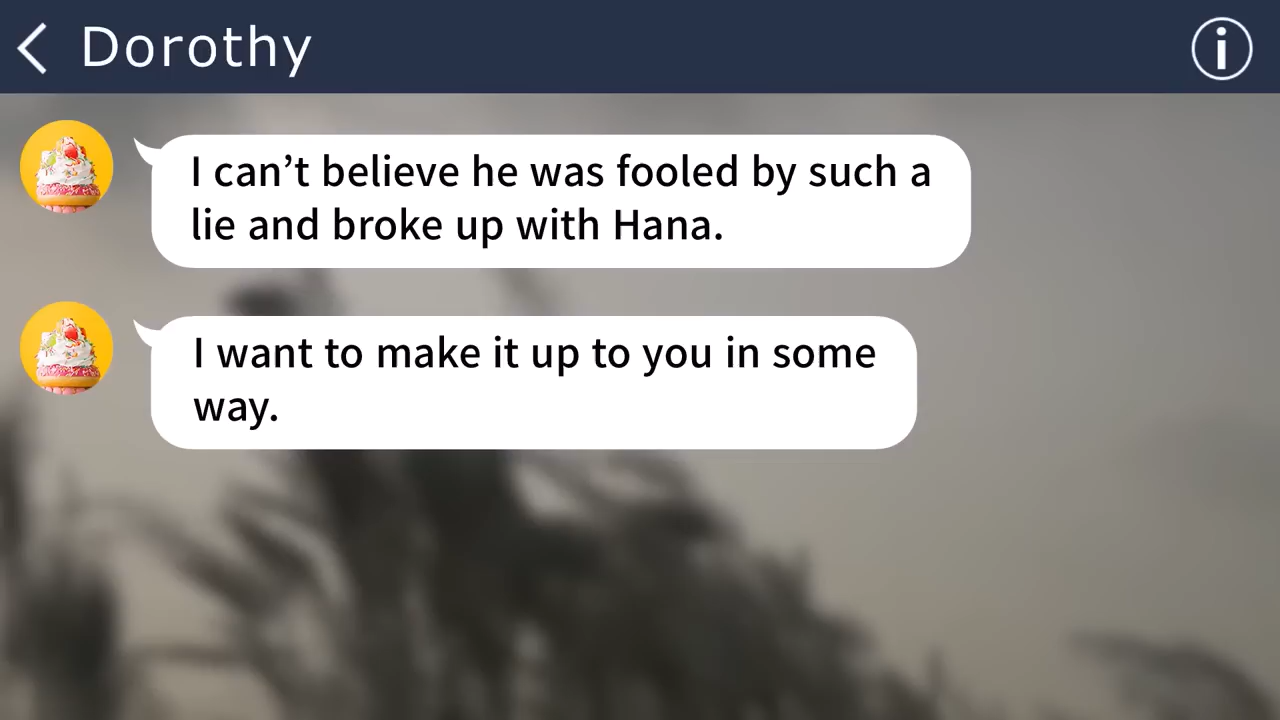 Dorothy
I can’t believe he was fooled by such a
lie and broke up with Hana.
I want to make it up to you in some
way.